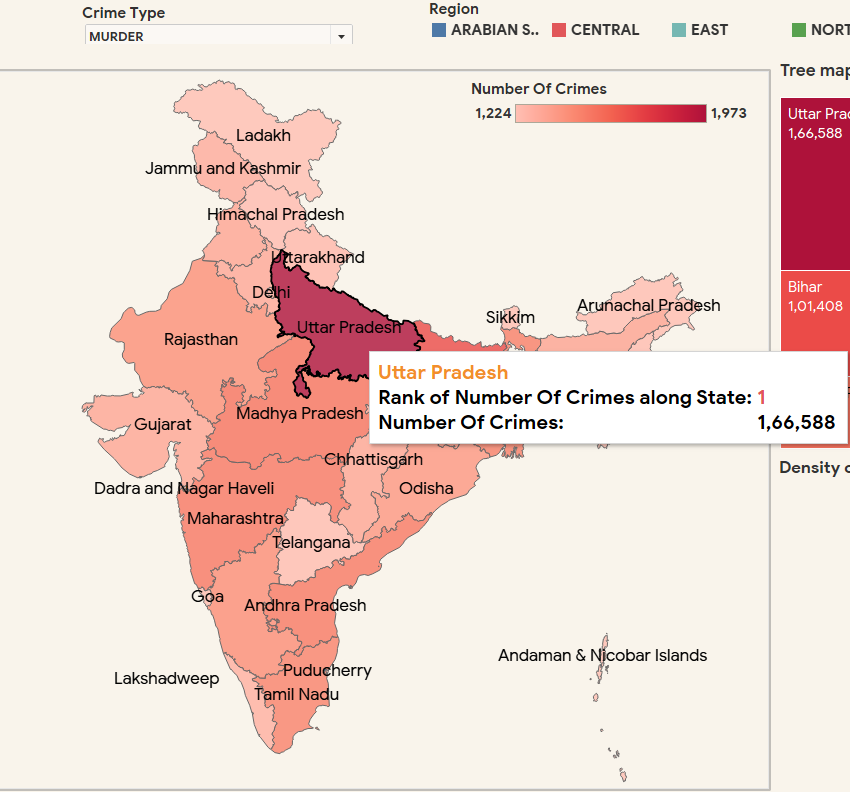 Crime Type
MURDER
Region
ARABIAN S..
CENTRAL
EAST
NORT
Tree map
Number Of Crimes
1,224
1,973
Uttar Prad
1,66,588
Bihar
1,01,408
Ladakh
Jammu and Kashmir
Himachal Pradesh
Uttarakhand
Delhi
Uttar Pradesh
Rajasthan
Sikkim
Arunachal Pradesh
Uttar Pradesh
Rank of Number Of Crimes along State: 1
Number Of Crimes: 1,66,588
Madhya Pradesh
Gujarat
Chhattisgarh
Dadra and Nagar Haveli
Odisha
Maharashtra
Telangana
Goa
Andhra Pradesh
Andaman & Nicobar Islands
Puducherry
Lakshadweep
Tamil Nadu
Density o